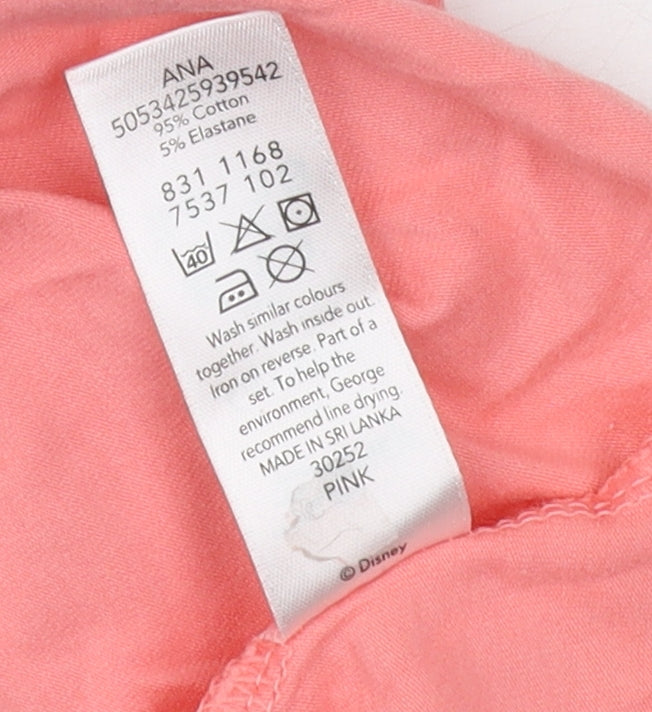 ANA
5053425939542
95% Cotton
5% Elastane
831 1168
7537 102
40
Wash similar colours
together. Wash inside out.
Iron on reverse. Part of a
set. To help the
environment, George
recommend line drying.
MADE IN SRI LANKA
30252
PINK
© Disney